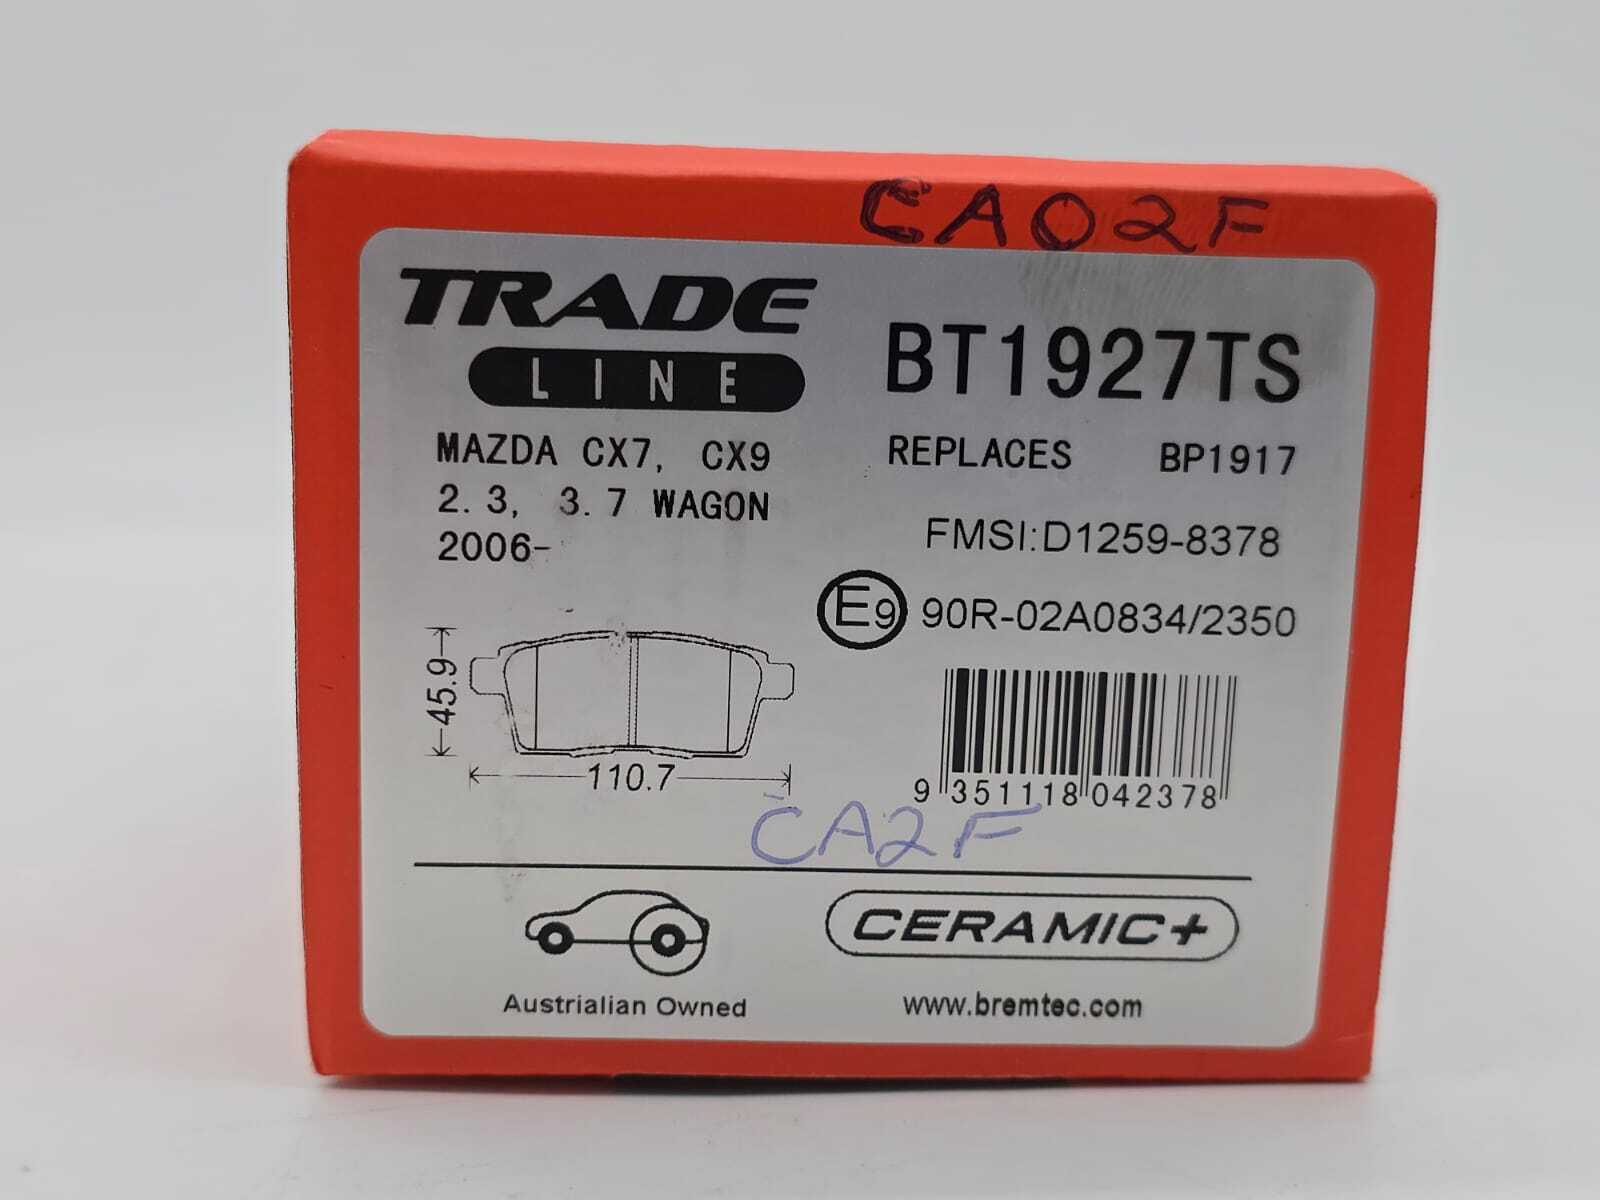 CA02F
TRADE
LINE
BT1927TS
MAZDA CX7, CX9
2.3, 3.7 WAGON
2006-
REPLACES BP1917
FMSI:D1259-8378
E9 90R-02A0834/2350
45.9
110.7
9 351118 042378
CA2F
Austrialian Owned
CERAMIC+
www.bremtec.com